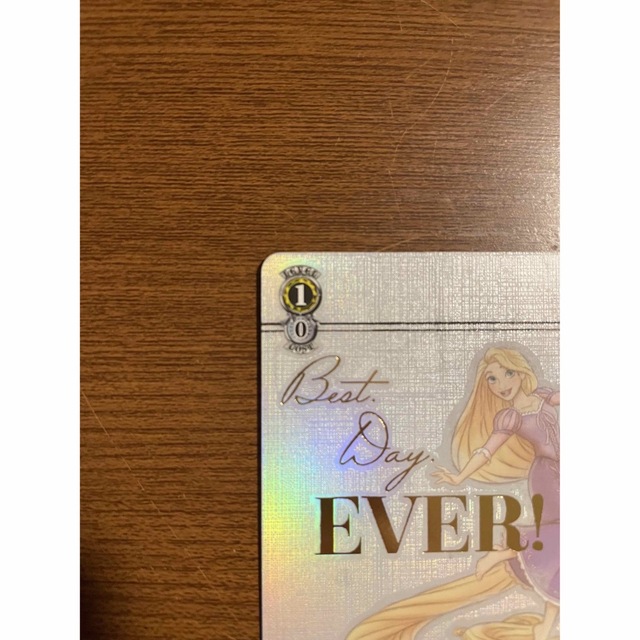 LEVEL
1
0
COST
Best.
Day.
EVER!